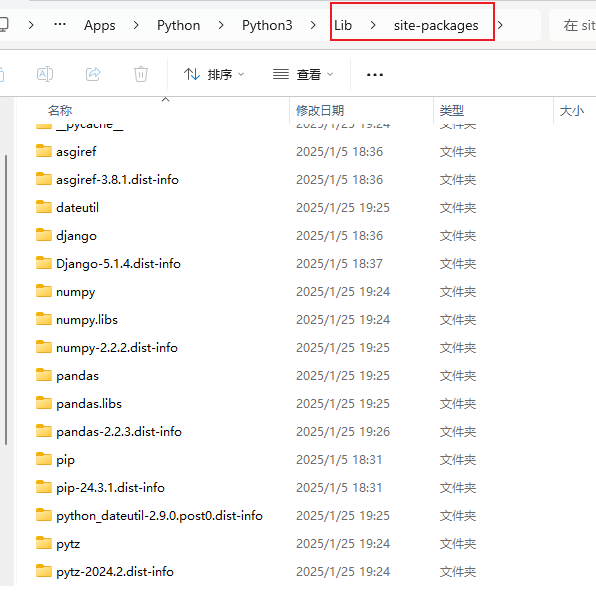 … Apps Python Python3 Lib site-packages 在 sit
排序 查看 …
名称 修改日期 类型 大小
__pycache__ 2025/1/25 19:24 文件夹
asgiref 2025/1/5 18:36 文件夹
asgiref-3.8.1.dist-info 2025/1/5 18:36 文件夹
dateutil 2025/1/25 19:25 文件夹
django 2025/1/5 18:36 文件夹
Django-5.1.4.dist-info 2025/1/5 18:37 文件夹
numpy 2025/1/25 19:24 文件夹
numpy.libs 2025/1/25 19:24 文件夹
numpy-2.2.2.dist-info 2025/1/25 19:25 文件夹
pandas 2025/1/25 19:25 文件夹
pandas.libs 2025/1/25 19:25 文件夹
pandas-2.2.3.dist-info 2025/1/25 19:26 文件夹
pip 2025/1/5 18:31 文件夹
pip-24.3.1.dist-info 2025/1/5 18:31 文件夹
python_dateutil-2.9.0.post0.dist-info 2025/1/25 19:25 文件夹
pytz 2025/1/25 19:24 文件夹
pytz-2024.2.dist-info 2025/1/25 19:24 文件夹